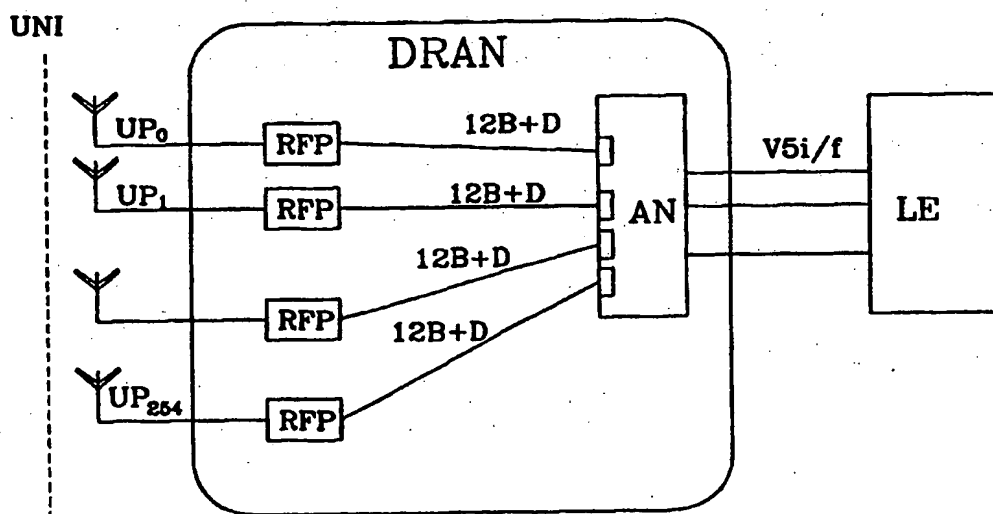 UNI
DRAN
UP₀
RFP
12B+D
V5i/f
UP₁
RFP
12B+D
AN
LE
RFP
12B+D
12B+D
UP₂₅₄
RFP